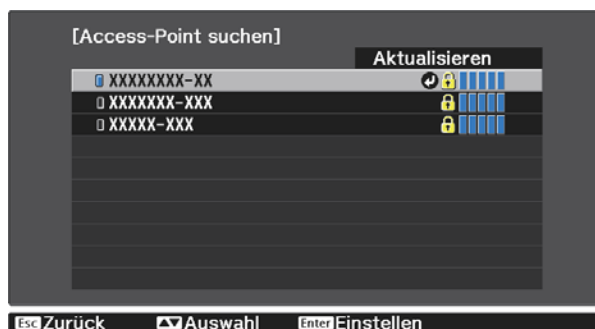 [Access-Point suchen]
Aktualisieren
XXXXXXXX-XX
XXXXXXX-XXX
XXXXX-XXX
Esc Zurück Auswahl Enter Einstellen